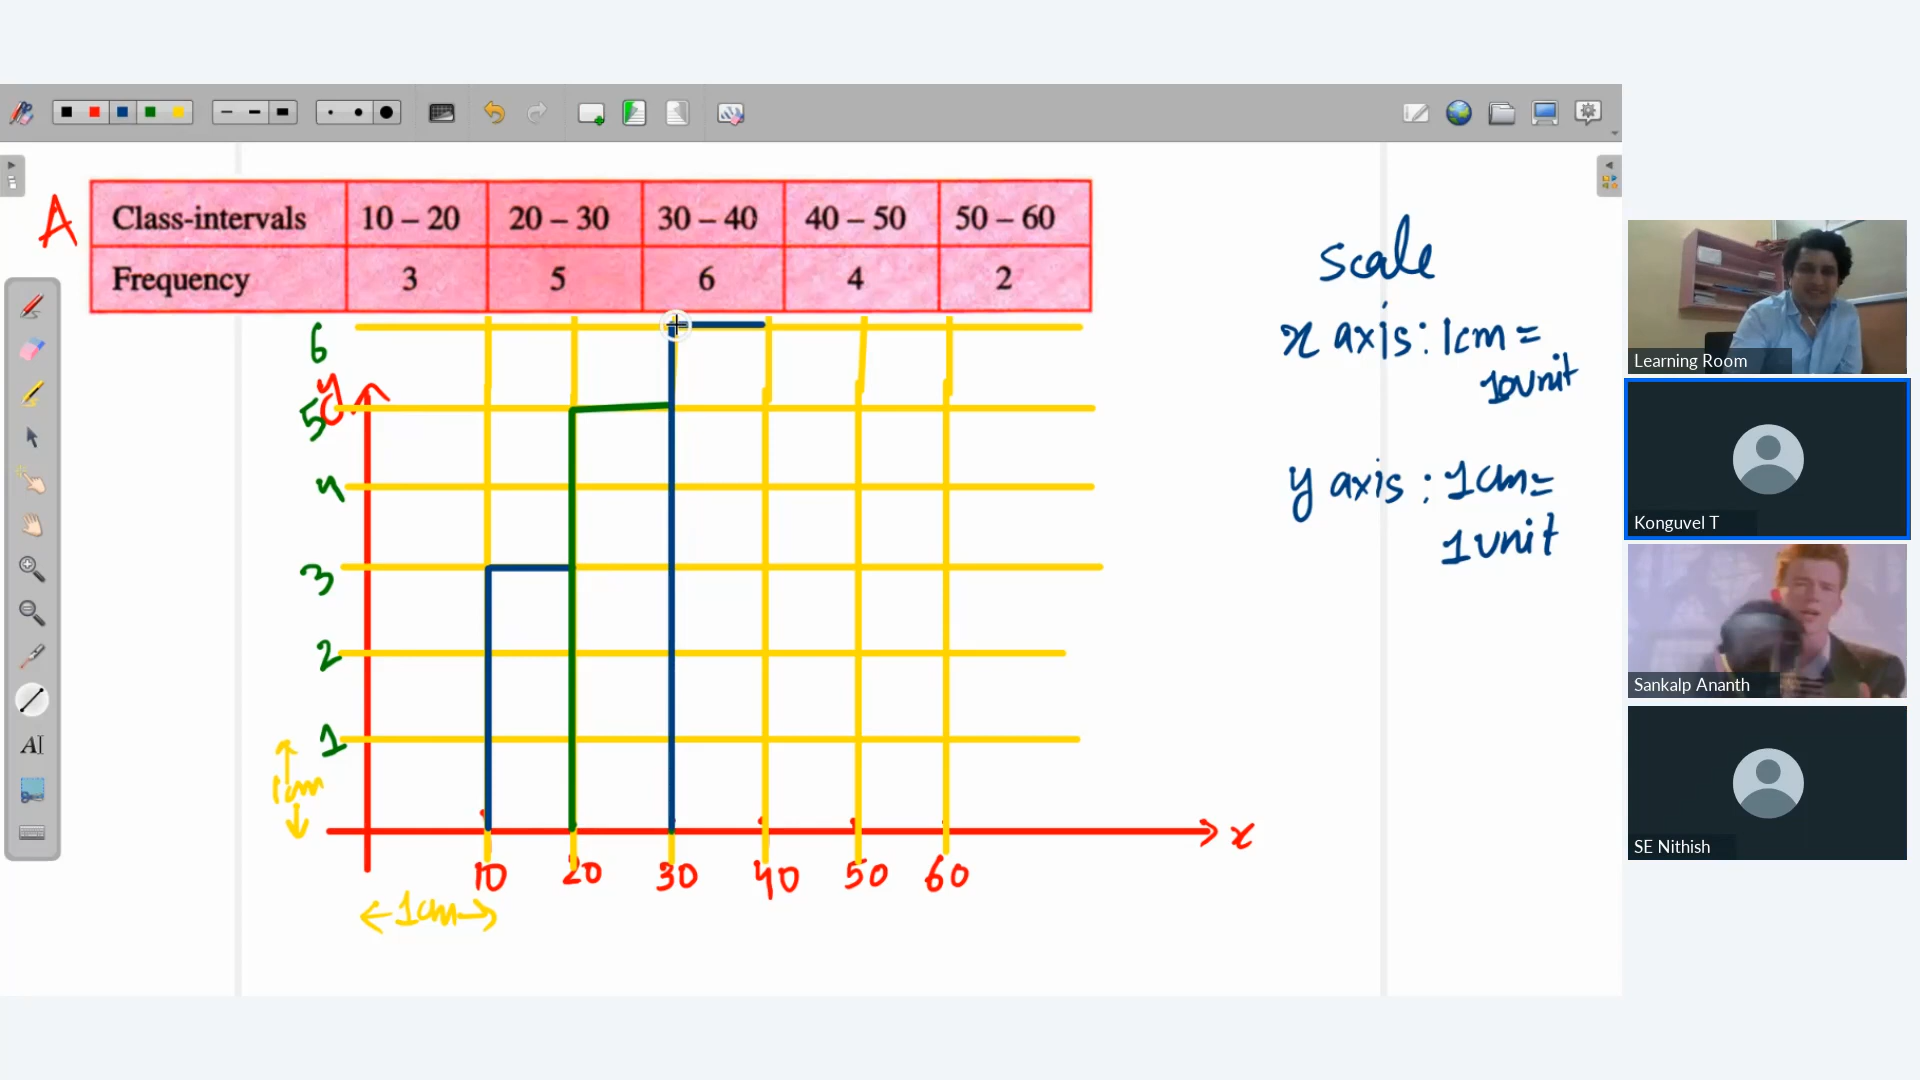 A
Class-intervals 10 – 20 20 – 30 30 – 40 40 – 50 50 – 60
Frequency 3 5 6 4 2
scale
x axis : 1cm =
10unit
y axis : 1cm =
1unit
6
y
5
4
3
2
1
1cm
x
10 20 30 40 50 60
1cm
AI
Learning Room
Konguvel T
Sankalp Ananth
SE Nithish